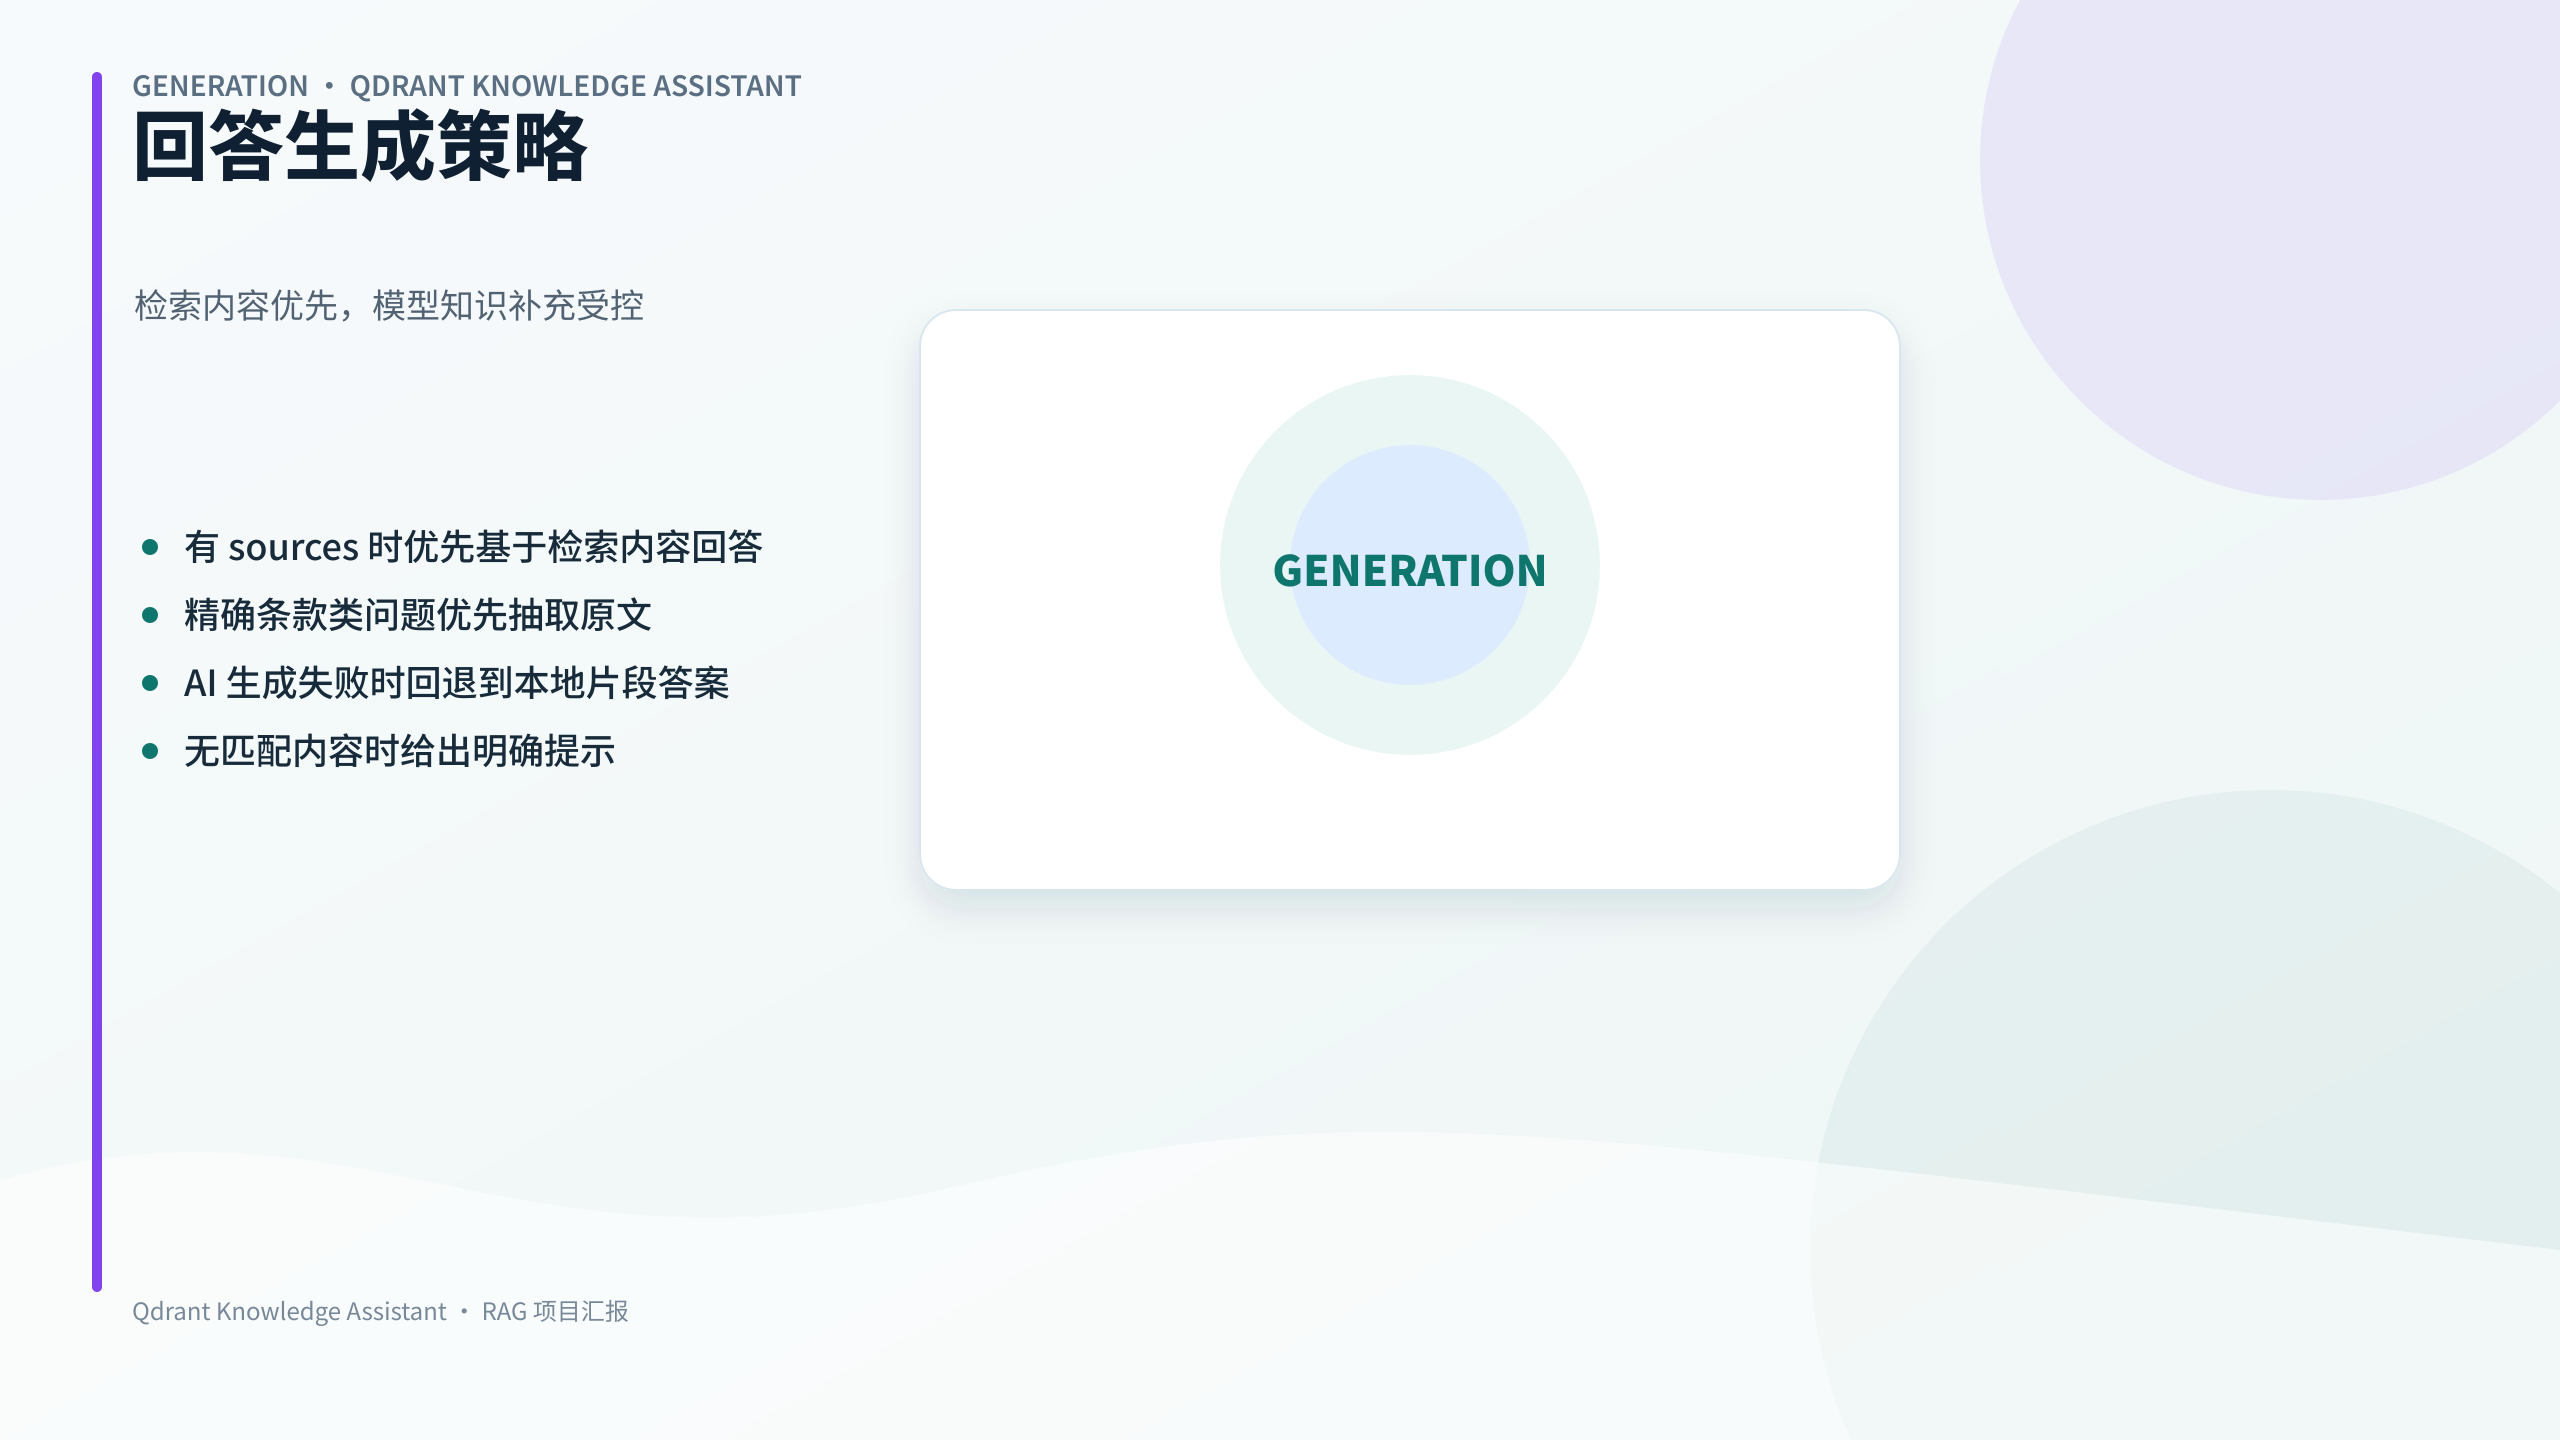 GENERATION · QDRANT KNOWLEDGE ASSISTANT
回答生成策略
检索内容优先，模型知识补充受控
有 sources 时优先基于检索内容回答
精确条款类问题优先抽取原文
AI 生成失败时回退到本地片段答案
无匹配内容时给出明确提示
GENERATION
Qdrant Knowledge Assistant · RAG 项目汇报